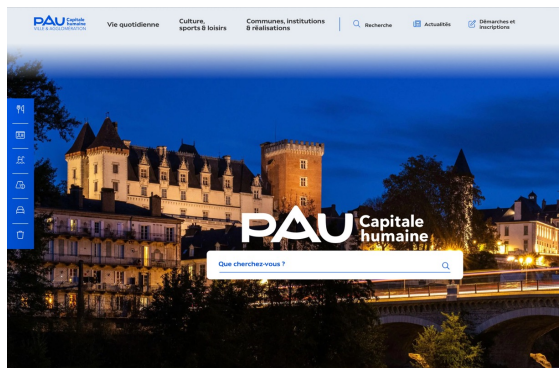 PAU Capitale humaine
VILLE & AGGLOMÉRATION
Vie quotidienne
Culture, sports & loisirs
Communes, institutions & réalisations
Recherche
Actualités
Démarches et inscriptions
PAU Capitale humaine
Que cherchez-vous ?